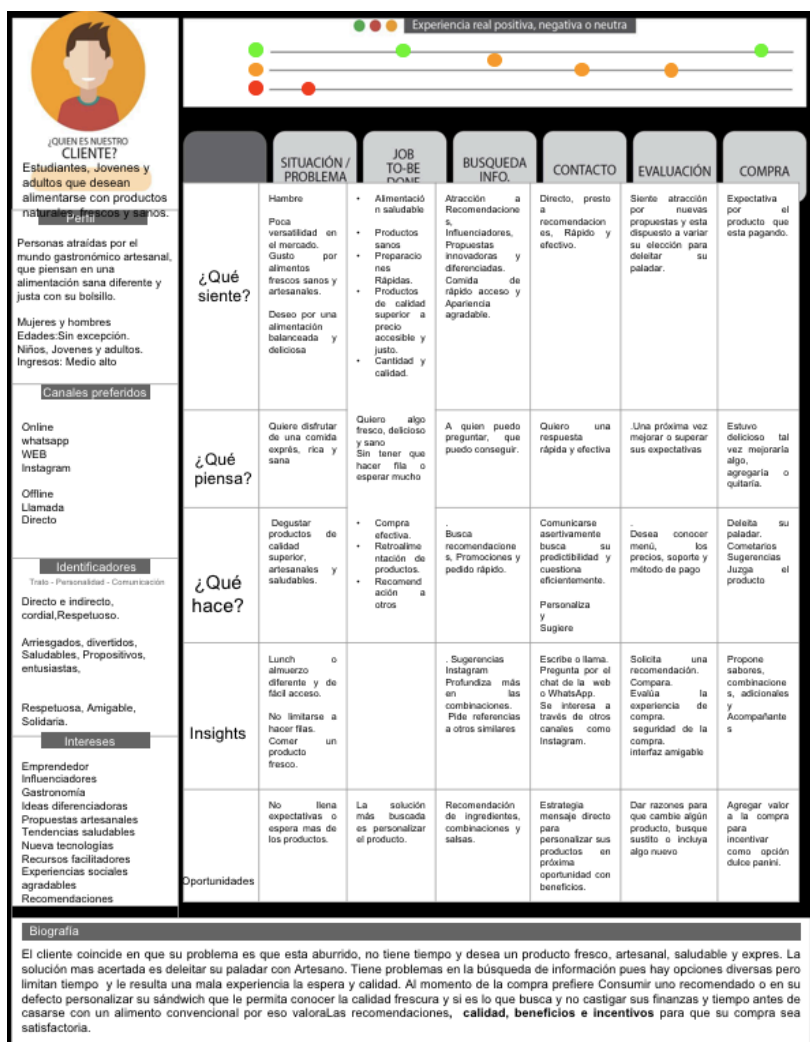 Experiencia real positiva, negativa o neutra
¿QUIEN ES NUESTRO
CLIENTE?
Estudiantes, Jovenes y
adultos que desean
alimentarse con productos
naturales, frescos y sanos.
Perfil
Personas atraídas por el
mundo gastronómico artesanal,
que piensan en una
alimentación sana diferente y
justa con su bolsillo.
Mujeres y hombres
Edades:Sin excepción.
Niños, Jovenes y adultos.
Ingresos: Medio alto
Canales preferidos
Online
whatsapp
WEB
Instagram
Offline
Llamada
Directo
Identificadores
Trato - Personalidad - Comunicación
Directo e indirecto,
cordial,Respetuoso.
Arriesgados, divertidos,
Saludables, Propositivos,
entusiastas,
Respetuosa, Amigable,
Solidaria.
Intereses
Emprendedor
Influenciadores
Gastronomía
Ideas diferenciadoras
Propuestas artesanales
Tendencias saludables
Nueva tecnologías
Recursos facilitadores
Experiencias sociales
agradables
Recomendaciones
SITUACIÓN /
PROBLEMA
JOB
TO-BE
DONE
BUSQUEDA
INFO.
CONTACTO
EVALUACIÓN
COMPRA
¿Qué
siente?
Hambre
Poca
versatilidad en
el mercado.
Gusto por
alimentos
frescos sanos y
artesanales.
Deseo por una
alimentación
balanceada y
deliciosa
• Alimentació
n saludable
• Productos
sanos
• Preparacio
nes
Rápidas.
• Productos
de calidad
superior a
precio
accesible y
justo.
• Cantidad y
calidad.
Atracción a
Recomendacione
s,
Influenciadores,
Propuestas
innovadoras y
diferenciadas.
Comida de
rápido acceso y
Apariencia
agradable.
Directo, presto
a
recomendacion
es, Rápido y
efectivo.
Siente atracción
por nuevas
propuestas y esta
dispuesto a variar
su elección para
deleitar su
paladar.
Expectativa
por el
producto que
esta pagando.
¿Qué
piensa?
Quiere disfrutar
de una comida
exprés, rica y
sana
Quiero algo
fresco, delicioso
y sano
Sin tener que
hacer fila o
esperar mucho
A quien puedo
preguntar, que
puedo conseguir.
Quiero una
respuesta
rápida y efectiva
.Una próxima vez
mejorar o superar
sus expectativas
Estuvo
delicioso tal
vez mejoraría
algo,
agregaría o
quitaría.
¿Qué
hace?
Degustar
productos de
calidad
superior,
artesanales y
saludables.
• Compra
efectiva.
• Retroalime
ntación de
productos.
• Recomend
ación a
otros
.
Busca
recomendacione
s, Promociones y
pedido rápido.
Comunicarse
asertivamente
busca su
predictibilidad y
cuestiona
eficientemente.
Personaliza
y
Sugiere
.
Desea conocer
menú, los
precios, soporte y
método de pago
Deleita su
paladar.
Cometarios
Sugerencias
Juzga el
producto
Insights
Lunch o
almuerzo
diferente y de
fácil acceso.
No limitarse a
hacer filas.
Comer un
producto
fresco.
. Sugerencias
Instagram
Profundiza más
en las
combinaciones.
Pide referencias
a otros similares
Escribe o llama.
Pregunta por el
chat de la web
o WhatsApp.
Se interesa a
través de otros
canales como
Instagram.
Solicita una
recomendación.
Compara.
Evalúa la
experiencia de
compra.
seguridad de la
compra.
interfaz amigable
Propone
sabores,
combinacione
s, adicionales
y
Acompañante
s
Oportunidades
No llena
expectativas o
espera mas de
los productos.
La solución
más buscada
es personalizar
el producto.
Recomendación
de ingredientes,
combinaciones y
salsas.
Estrategia
mensaje directo
para
personalizar sus
productos en
próxima
oportunidad con
beneficios.
Dar razones para
que cambie algún
producto, busque
sustito o incluya
algo nuevo
Agregar valor
a la compra
para
incentivar
como opción
dulce panini.
Biografía
El cliente coincide en que su problema es que esta aburrido, no tiene tiempo y desea un producto fresco, artesanal, saludable y expres. La
solución mas acertada es deleitar su paladar con Artesano. Tiene problemas en la búsqueda de información pues hay opciones diversas pero
limitan tiempo y le resulta una mala experiencia la espera y calidad. Al momento de la compra prefiere Consumir uno recomendado o en su
defecto personalizar su sándwich que le permita conocer la calidad frescura y si es lo que busca y no castigar sus finanzas y tiempo antes de
casarse con un alimento convencional por eso valoraLas recomendaciones, calidad, beneficios e incentivos para que su compra sea
satisfactoria.